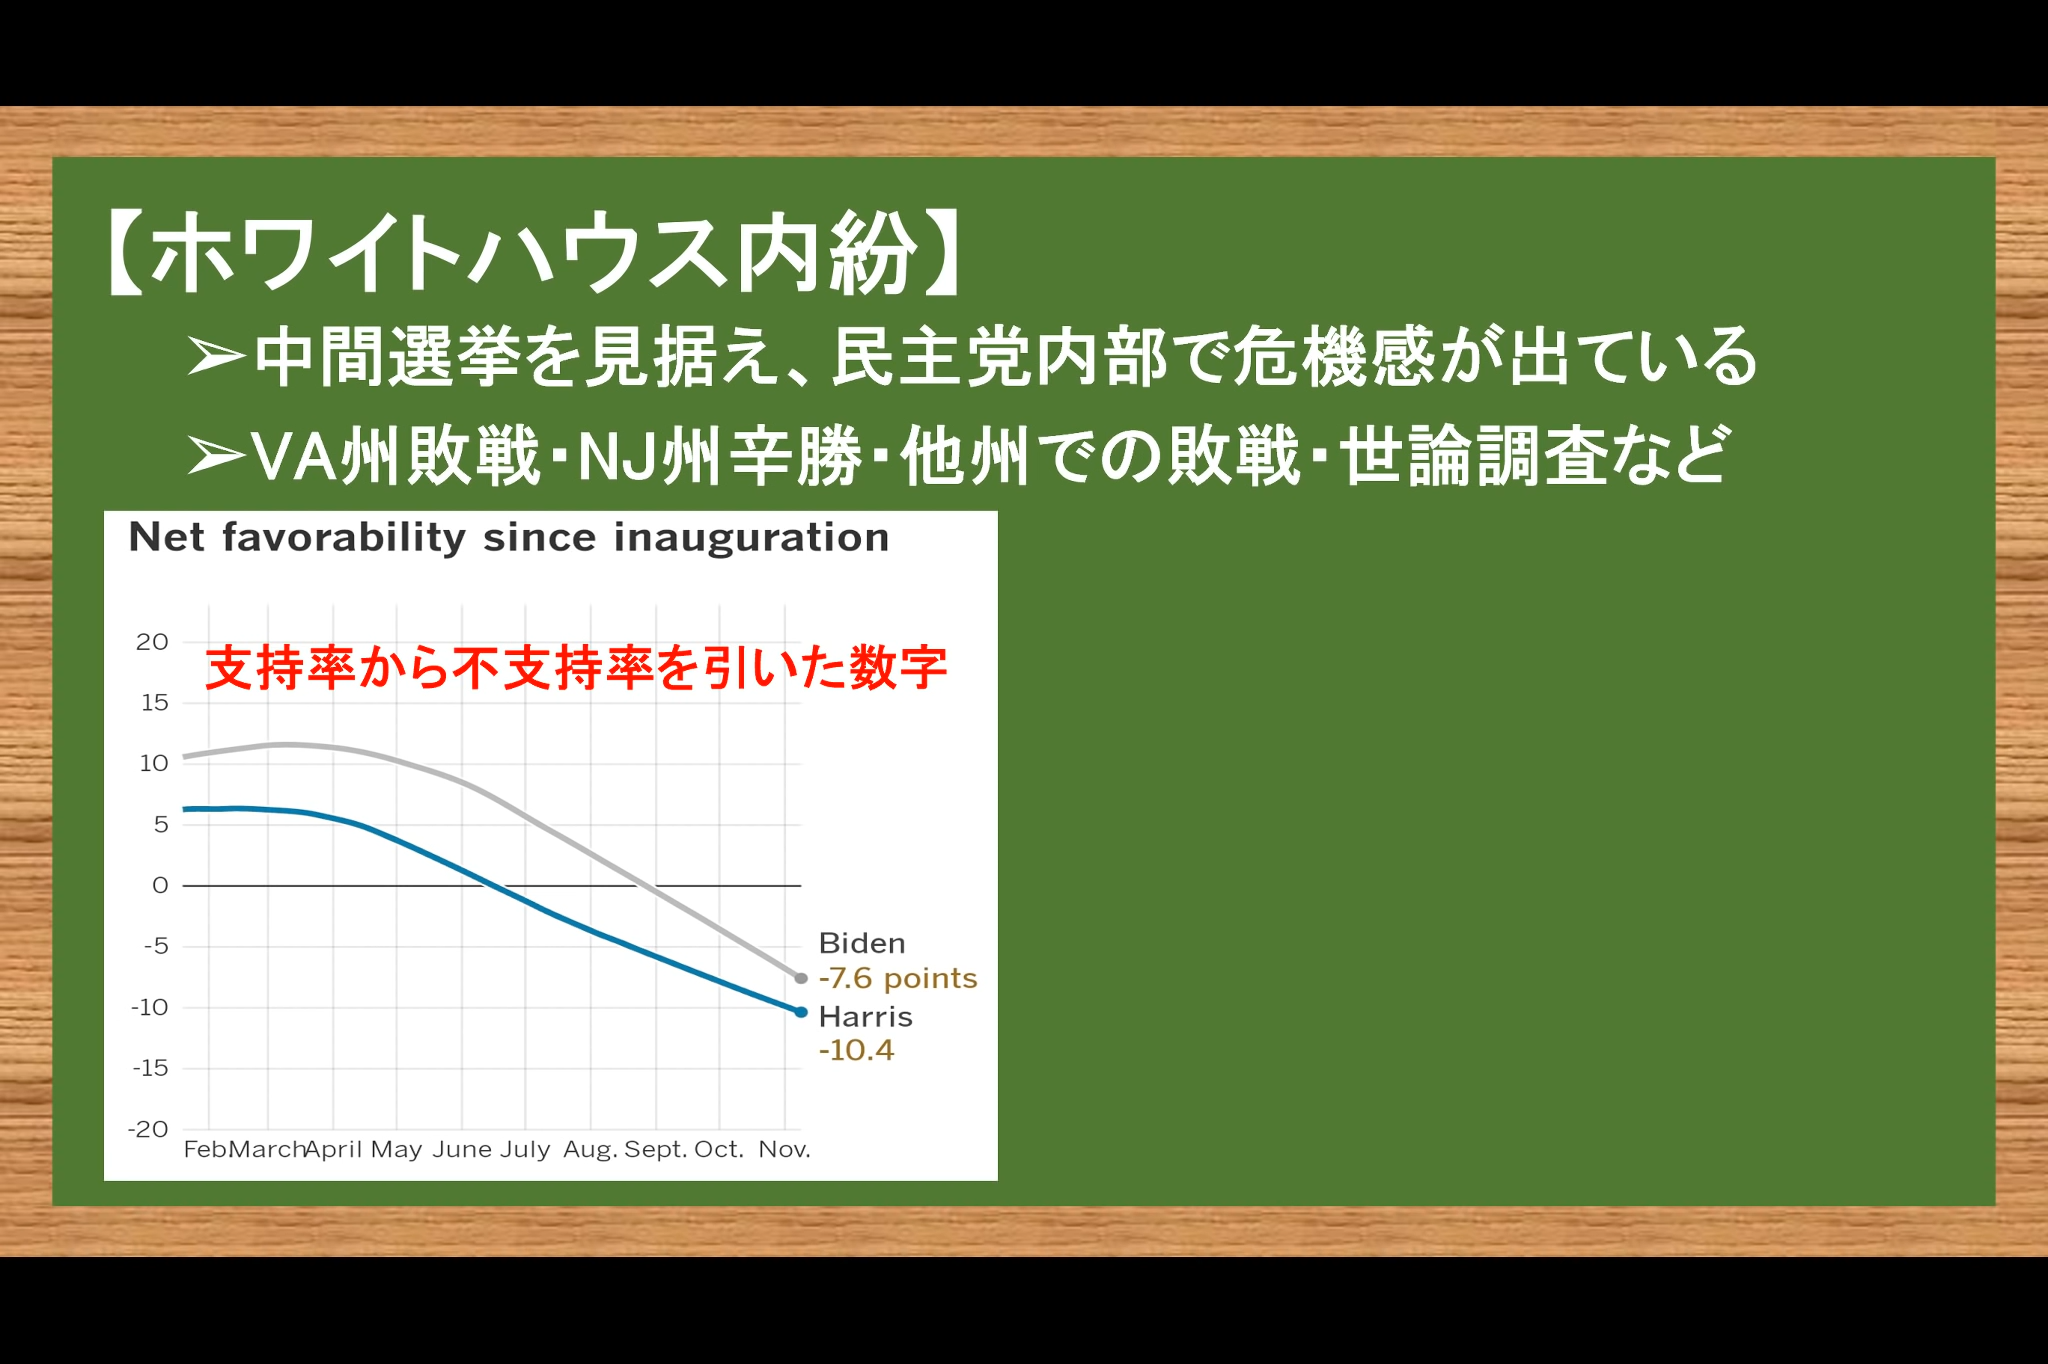 【ホワイトハウス内紛】
➢中間選挙を見据え、民主党内部で危機感が出ている
➢VA州敗戦・NJ州辛勝・他州での敗戦・世論調査など
Net favorability since inauguration
支持率から不支持率を引いた数字
20
15
10
5
0
-5
-10
-15
-20
Biden
-7.6 points
Harris
-10.4
Feb March April May June July Aug. Sept. Oct. Nov.